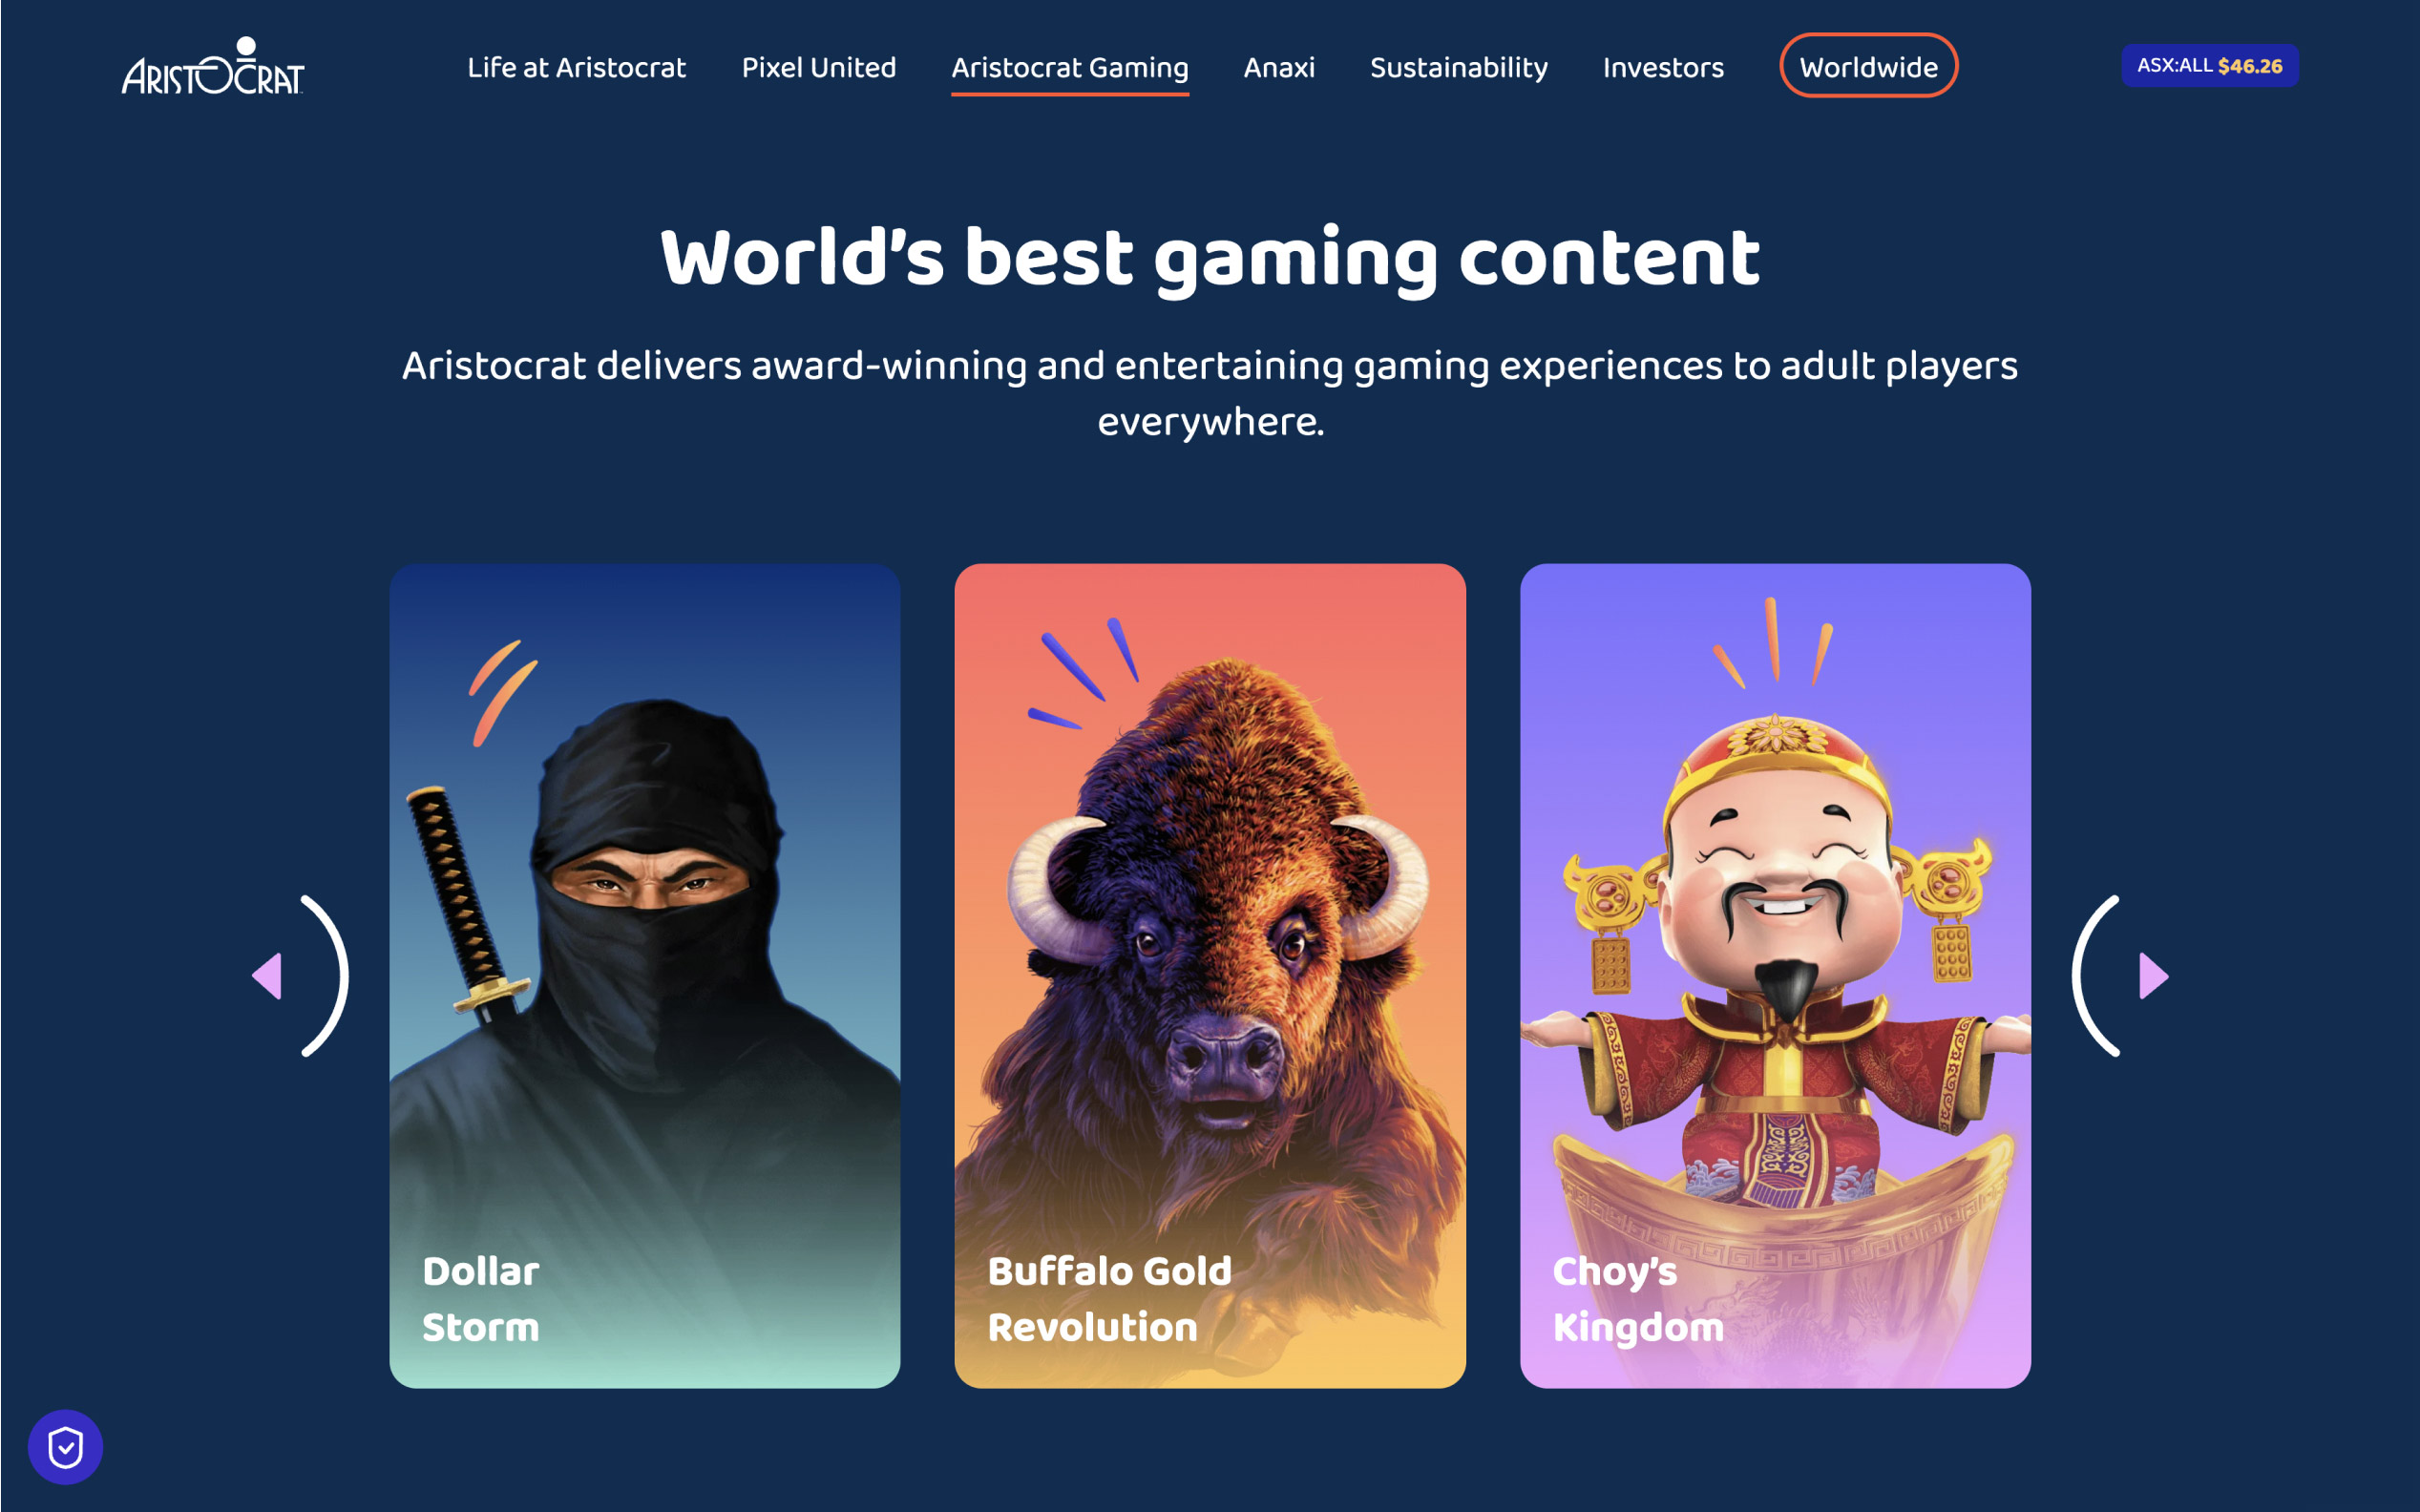 ARISTOCRAT
Life at Aristocrat
Pixel United
Aristocrat Gaming
Anaxi
Sustainability
Investors
Worldwide
ASX:ALL $46.26
World’s best gaming content
Aristocrat delivers award-winning and entertaining gaming experiences to adult players
everywhere.
Dollar
Storm
Buffalo Gold
Revolution
Choy’s
Kingdom